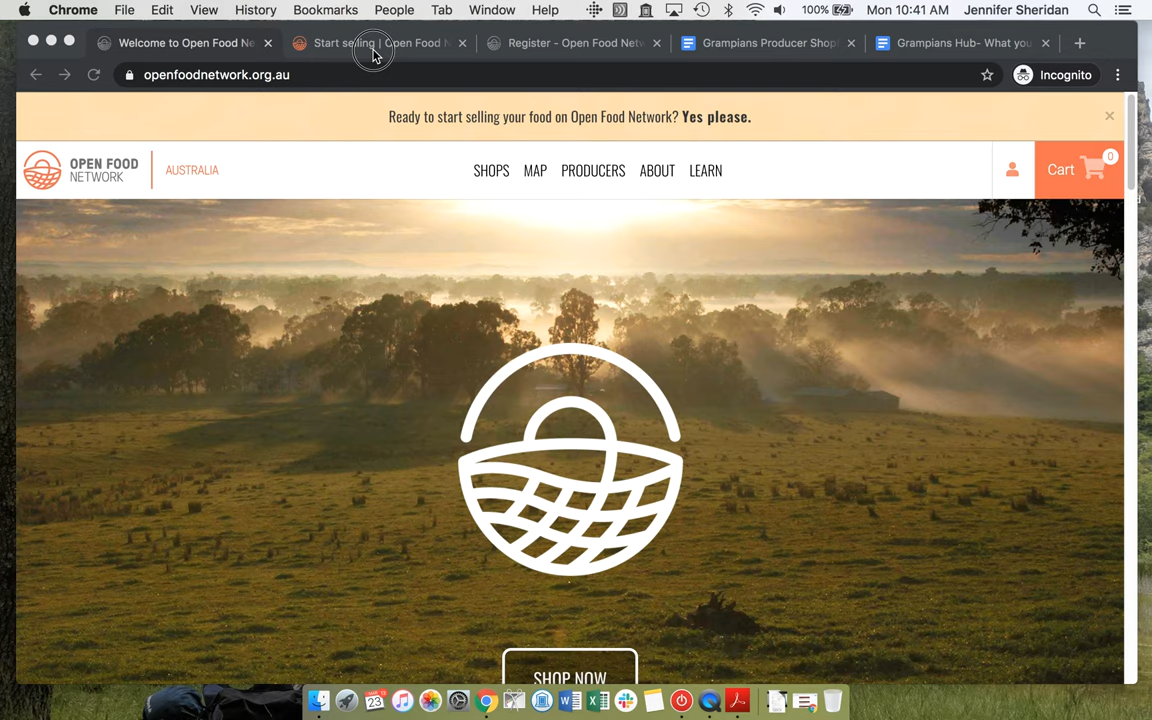 Chrome File Edit View History Bookmarks People Tab Window Help 100% Mon 10:41 AM Jennifer Sheridan
Welcome to Open Food Ne Start selling | Open Food N Register - Open Food Netw Grampians Producer Shop Grampians Hub- What you
openfoodnetwork.org.au Incognito
Ready to start selling your food on Open Food Network? Yes please.
OPEN FOOD NETWORK AUSTRALIA SHOPS MAP PRODUCERS ABOUT LEARN Cart 0
SHOP NOW